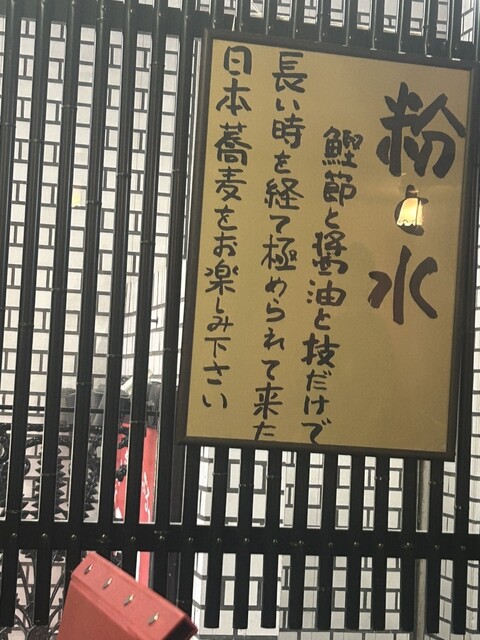 粉と水
鰹節と醤油と技だけで
長い時を経て極められて来た
日本蕎麦をお楽しみ下さい